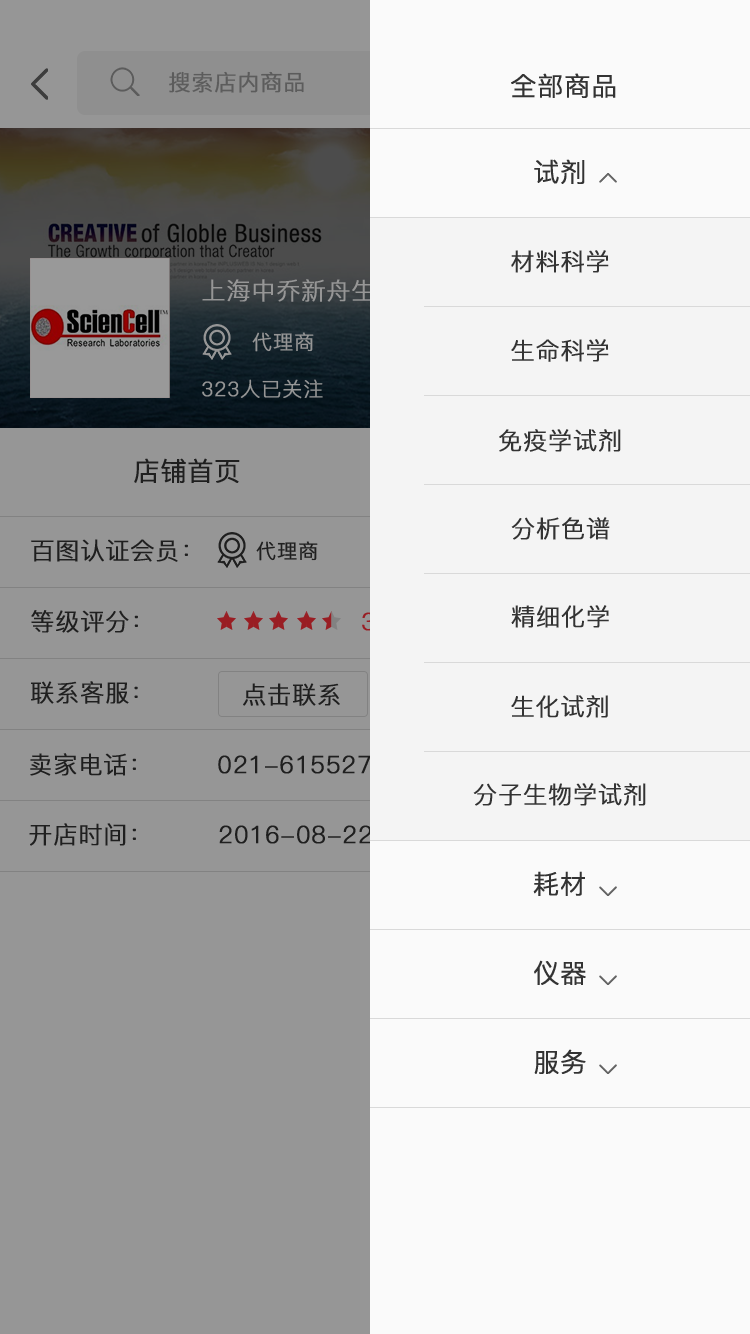 搜索店内商品
CREATIVE of Globle Business
The Growth corporation that Creator
ScienCell™
Research Laboratories
上海中乔新舟生
代理商
323人已关注
店铺首页
百图认证会员： 代理商
等级评分： 3
联系客服： 点击联系
卖家电话： 021-615527
开店时间： 2016-08-22
全部商品
试剂
材料科学
生命科学
免疫学试剂
分析色谱
精细化学
生化试剂
分子生物学试剂
耗材
仪器
服务